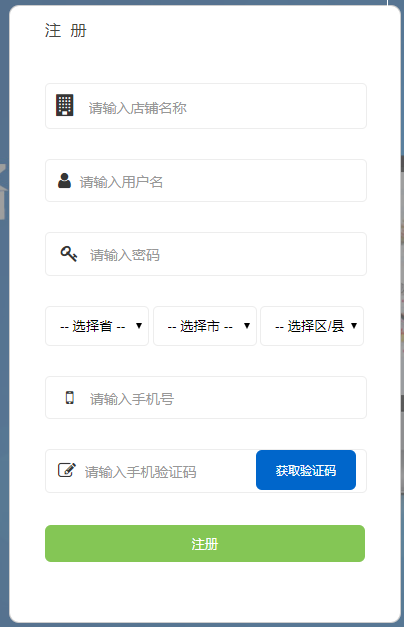 注 册
请输入店铺名称
请输入用户名
请输入密码
-- 选择省 -- -- 选择市 -- -- 选择区/县
请输入手机号
请输入手机验证码 获取验证码
注册